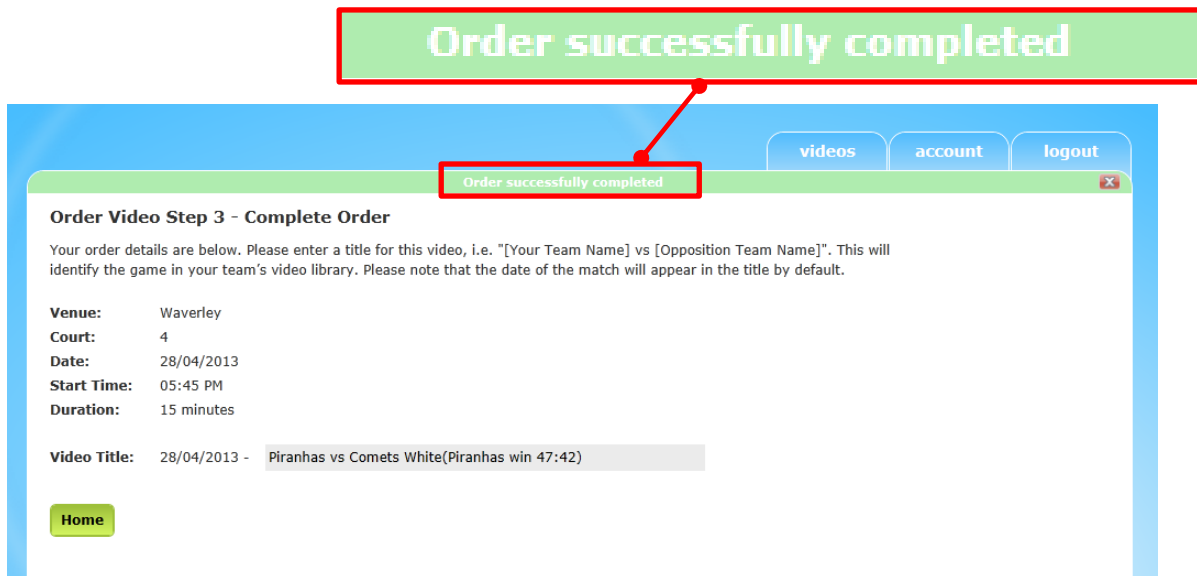 Order successfully completed
videos account logout
Order successfully completed X
Order Video Step 3 - Complete Order
Your order details are below. Please enter a title for this video, i.e. "[Your Team Name] vs [Opposition Team Name]". This will
identify the game in your team's video library. Please note that the date of the match will appear in the title by default.
Venue: Waverley
Court: 4
Date: 28/04/2013
Start Time: 05:45 PM
Duration: 15 minutes
Video Title: 28/04/2013 - Piranhas vs Comets White(Piranhas win 47:42)
Home